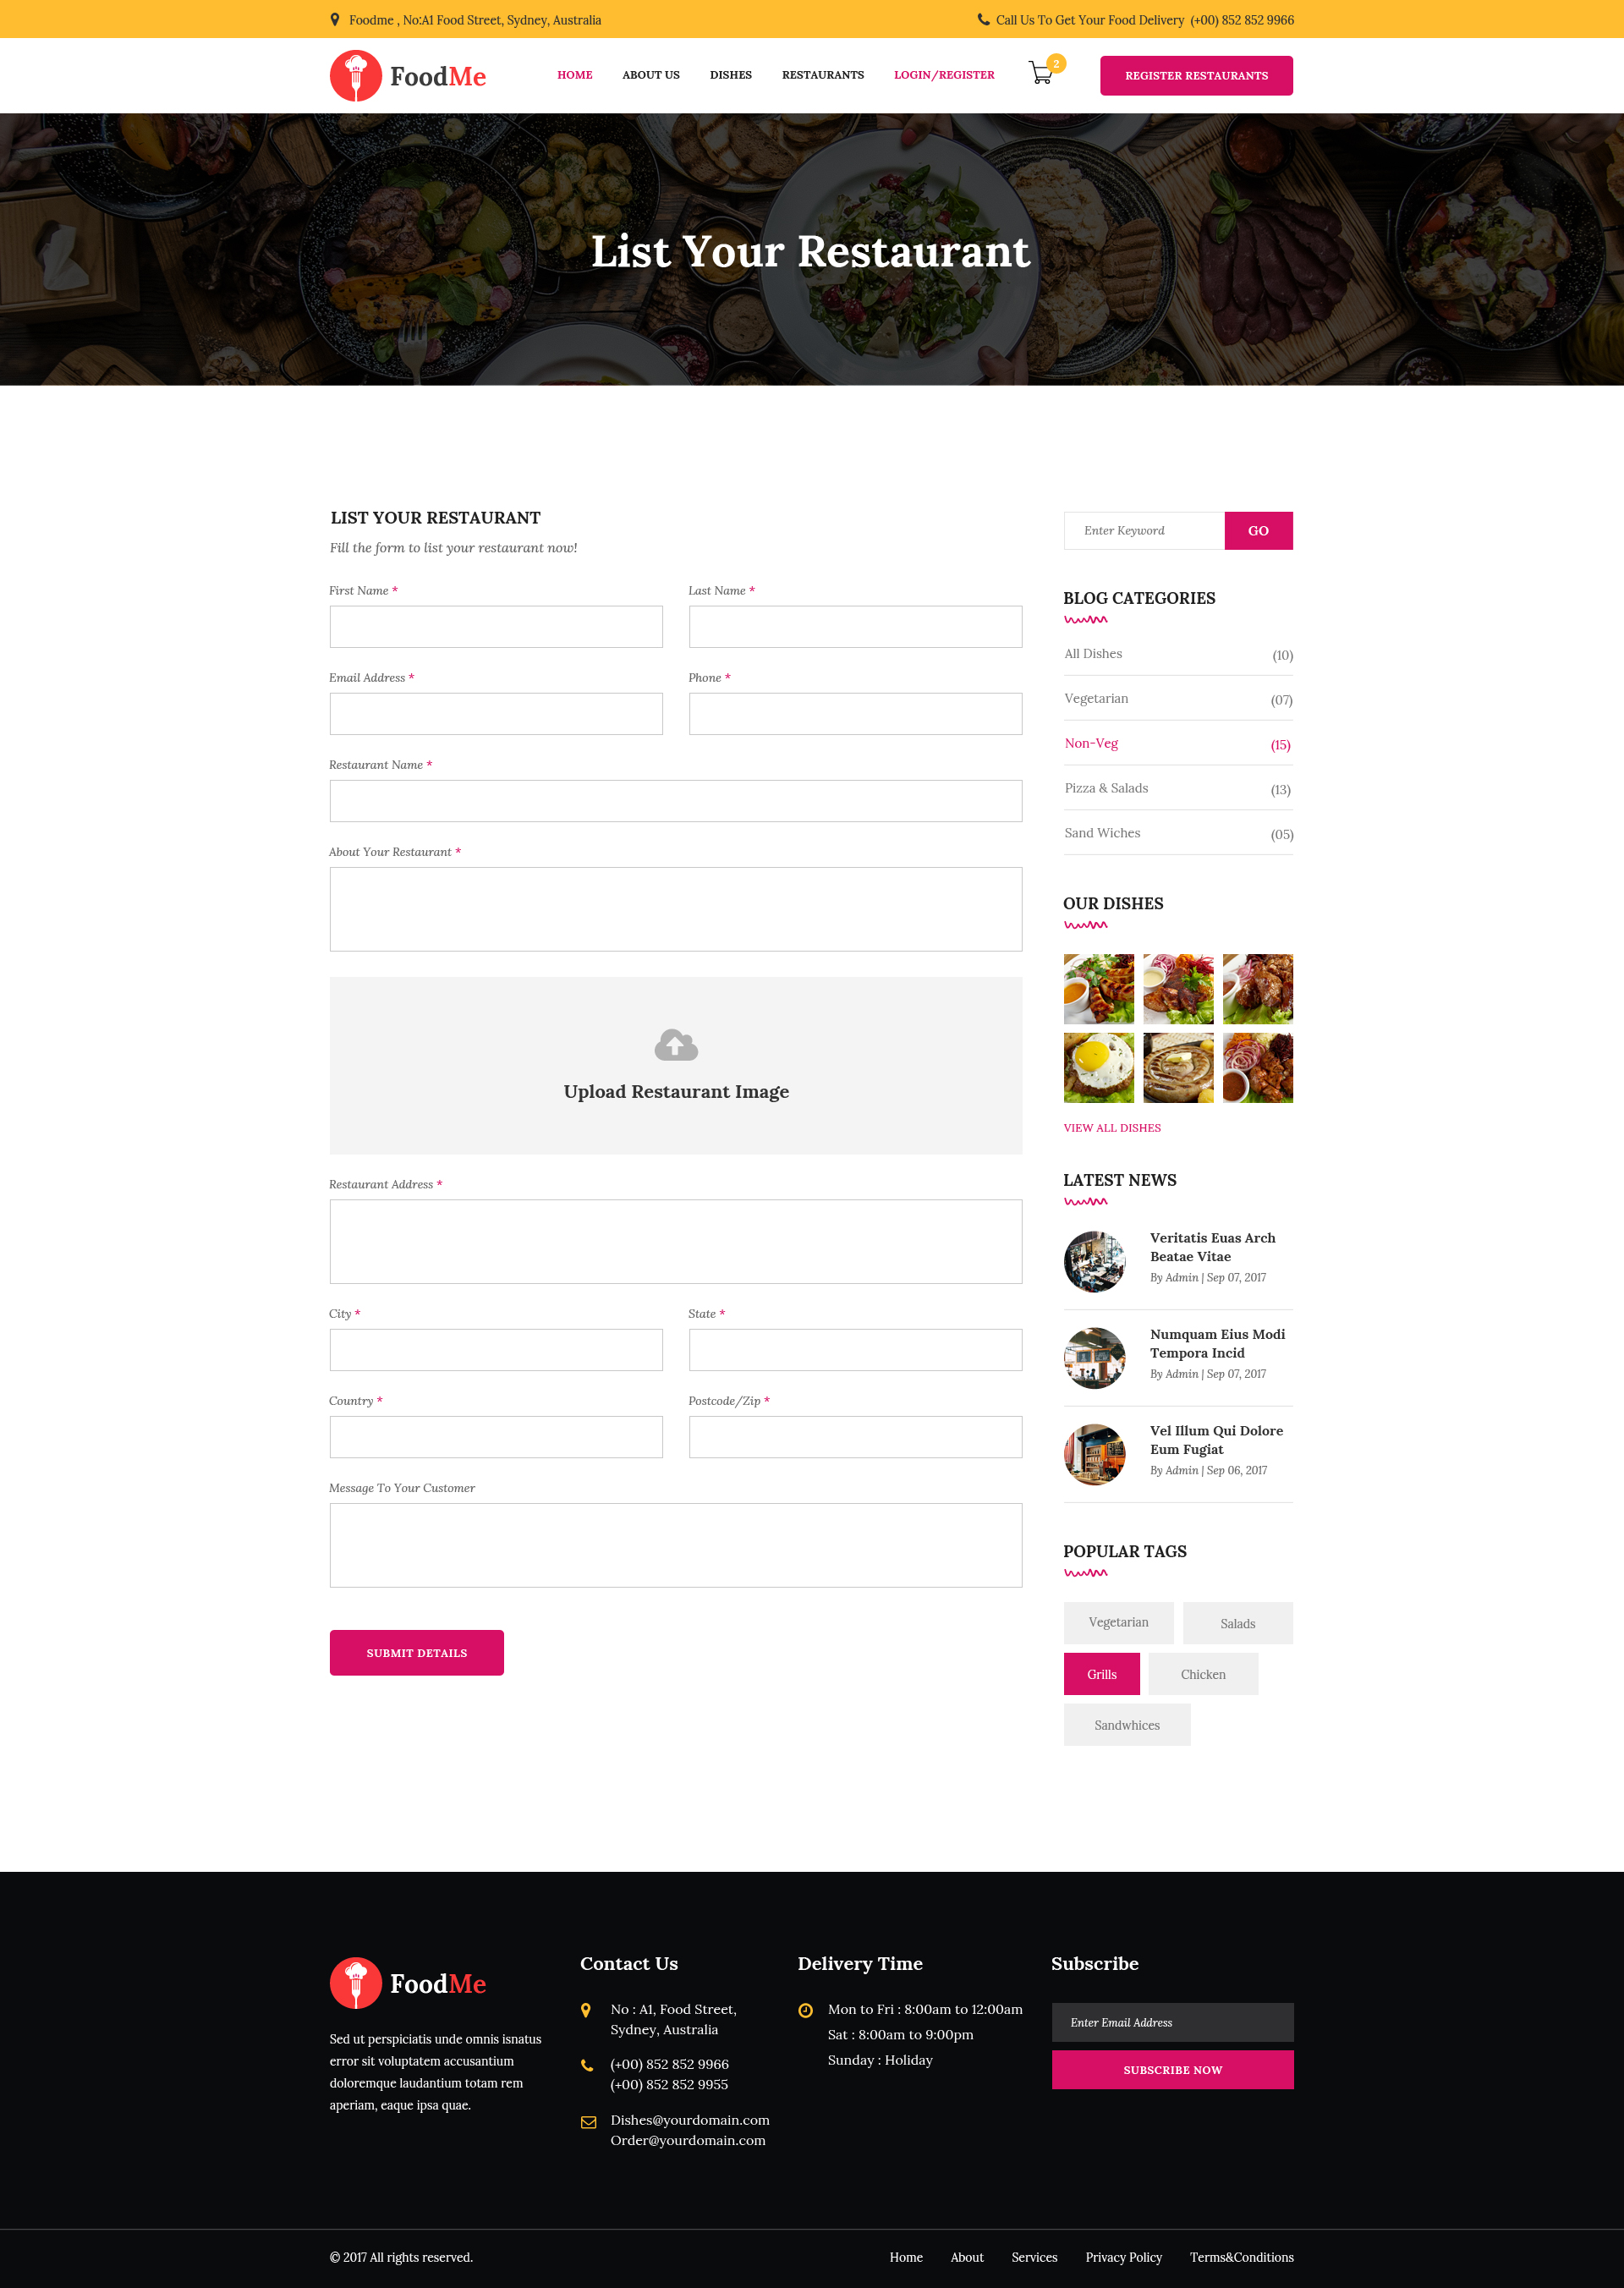 Foodme , No:A1 Food Street, Sydney, Australia
Call Us To Get Your Food Delivery (+00) 852 852 9966
FoodMe
HOME
ABOUT US
DISHES
RESTAURANTS
LOGIN/REGISTER
2
REGISTER RESTAURANTS
List Your Restaurant
LIST YOUR RESTAURANT
Fill the form to list your restaurant now!
First Name *
Last Name *
Email Address *
Phone *
Restaurant Name *
About Your Restaurant *
Upload Restaurant Image
Restaurant Address *
City *
State *
Country *
Postcode/Zip *
Message To Your Customer
SUBMIT DETAILS
Enter Keyword
GO
BLOG CATEGORIES
All Dishes (10)
Vegetarian (07)
Non-Veg (15)
Pizza & Salads (13)
Sand Wiches (05)
OUR DISHES
VIEW ALL DISHES
LATEST NEWS
Veritatis Euas Arch
Beatae Vitae
By Admin | Sep 07, 2017
Numquam Eius Modi
Tempora Incid
By Admin | Sep 07, 2017
Vel Illum Qui Dolore
Eum Fugiat
By Admin | Sep 06, 2017
POPULAR TAGS
Vegetarian
Salads
Grills
Chicken
Sandwhices
FoodMe
Sed ut perspiciatis unde omnis isnatus
error sit voluptatem accusantium
doloremque laudantium totam rem
aperiam, eaque ipsa quae.
Contact Us
No : A1, Food Street,
Sydney, Australia
(+00) 852 852 9966
(+00) 852 852 9955
Dishes@yourdomain.com
Order@yourdomain.com
Delivery Time
Mon to Fri : 8:00am to 12:00am
Sat : 8:00am to 9:00pm
Sunday : Holiday
Subscribe
Enter Email Address
SUBSCRIBE NOW
© 2017 All rights reserved.
Home
About
Services
Privacy Policy
Terms&Conditions